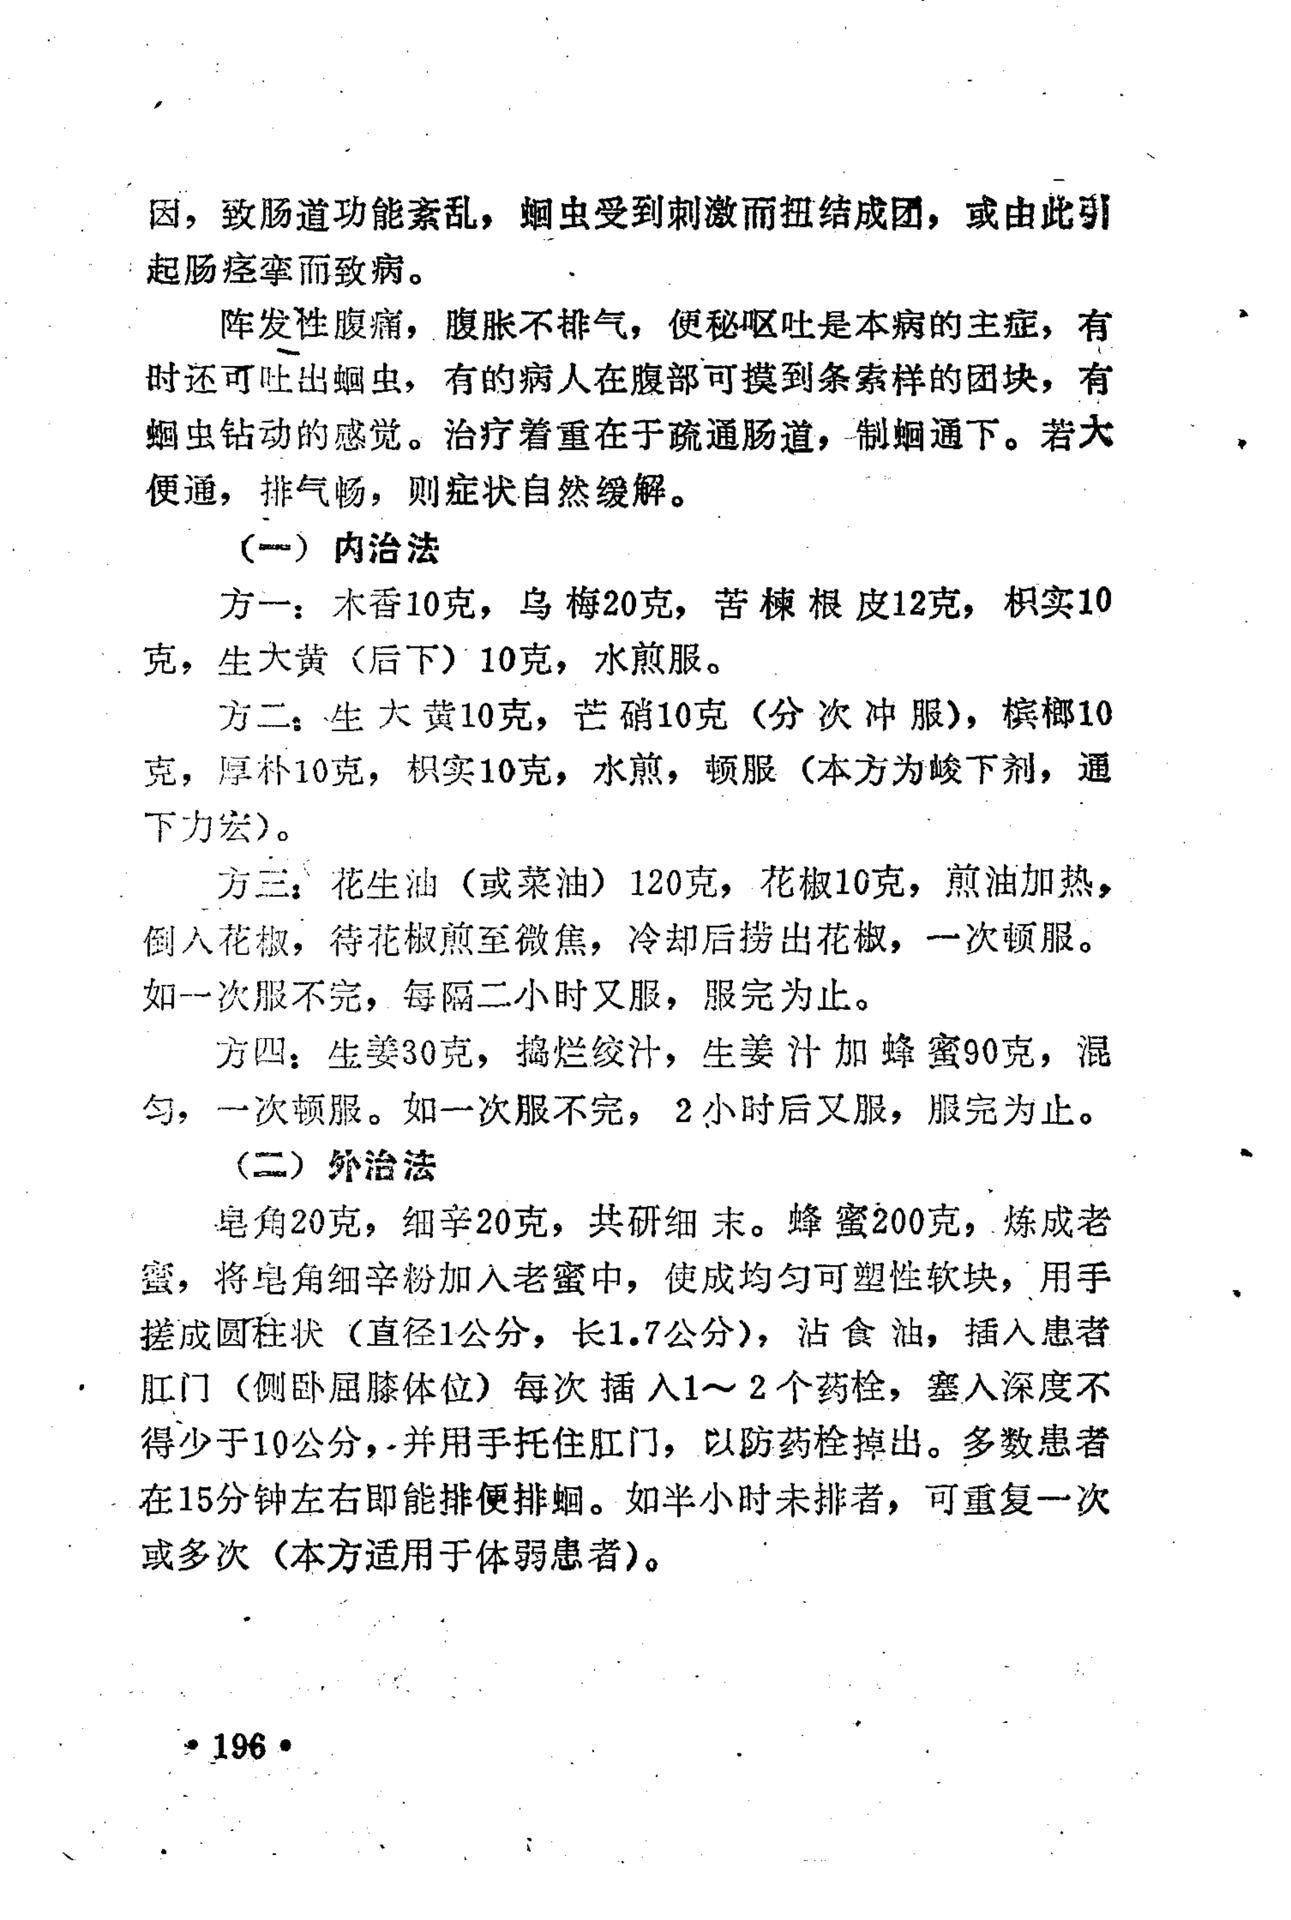 因，致肠道功能紊乱，蛔虫受到刺激而扭结成团，或由此引
起肠痉挛而致病。
阵发性腹痛，腹胀不排气，便秘呕吐是本病的主症，有
时还可吐出蛔虫，有的病人在腹部可摸到条索样的团块，有
蛔虫钻动的感觉。治疗着重在于疏通肠道，制蛔通下。若大
便通，排气畅，则症状自然缓解。
（一）内治法
方一：木香10克，乌梅20克，苦楝根皮12克，枳实10
克，生大黄（后下）10克，水煎服。
方二：生大黄10克，芒硝10克（分次冲服），槟榔10
克，厚朴10克，枳实10克，水煎，顿服（本方为峻下剂，通
下力宏）。
方三：花生油（或菜油）120克，花椒10克，煎油加热，
倒入花椒，待花椒煎至微焦，冷却后捞出花椒，一次顿服。
如一次服不完，每隔二小时又服，服完为止。
方四：生姜30克，捣烂绞汁，生姜汁加蜂蜜90克，混
匀，一次顿服。如一次服不完，2小时后又服，服完为止。
（二）外治法
皂角20克，细辛20克，共研细末。蜂蜜200克，炼成老
蜜，将皂角细辛粉加入老蜜中，使成均匀可塑性软块，用手
搓成圆柱状（直径1公分，长1.7公分），沾食油，插入患者
肛门（侧卧屈膝体位）每次插入1～2个药栓，塞入深度不
得少于10公分，并用手托住肛门，以防药栓掉出。多数患者
在15分钟左右即能排便排蛔。如半小时未排者，可重复一次
或多次（本方适用于体弱患者）。
•196•